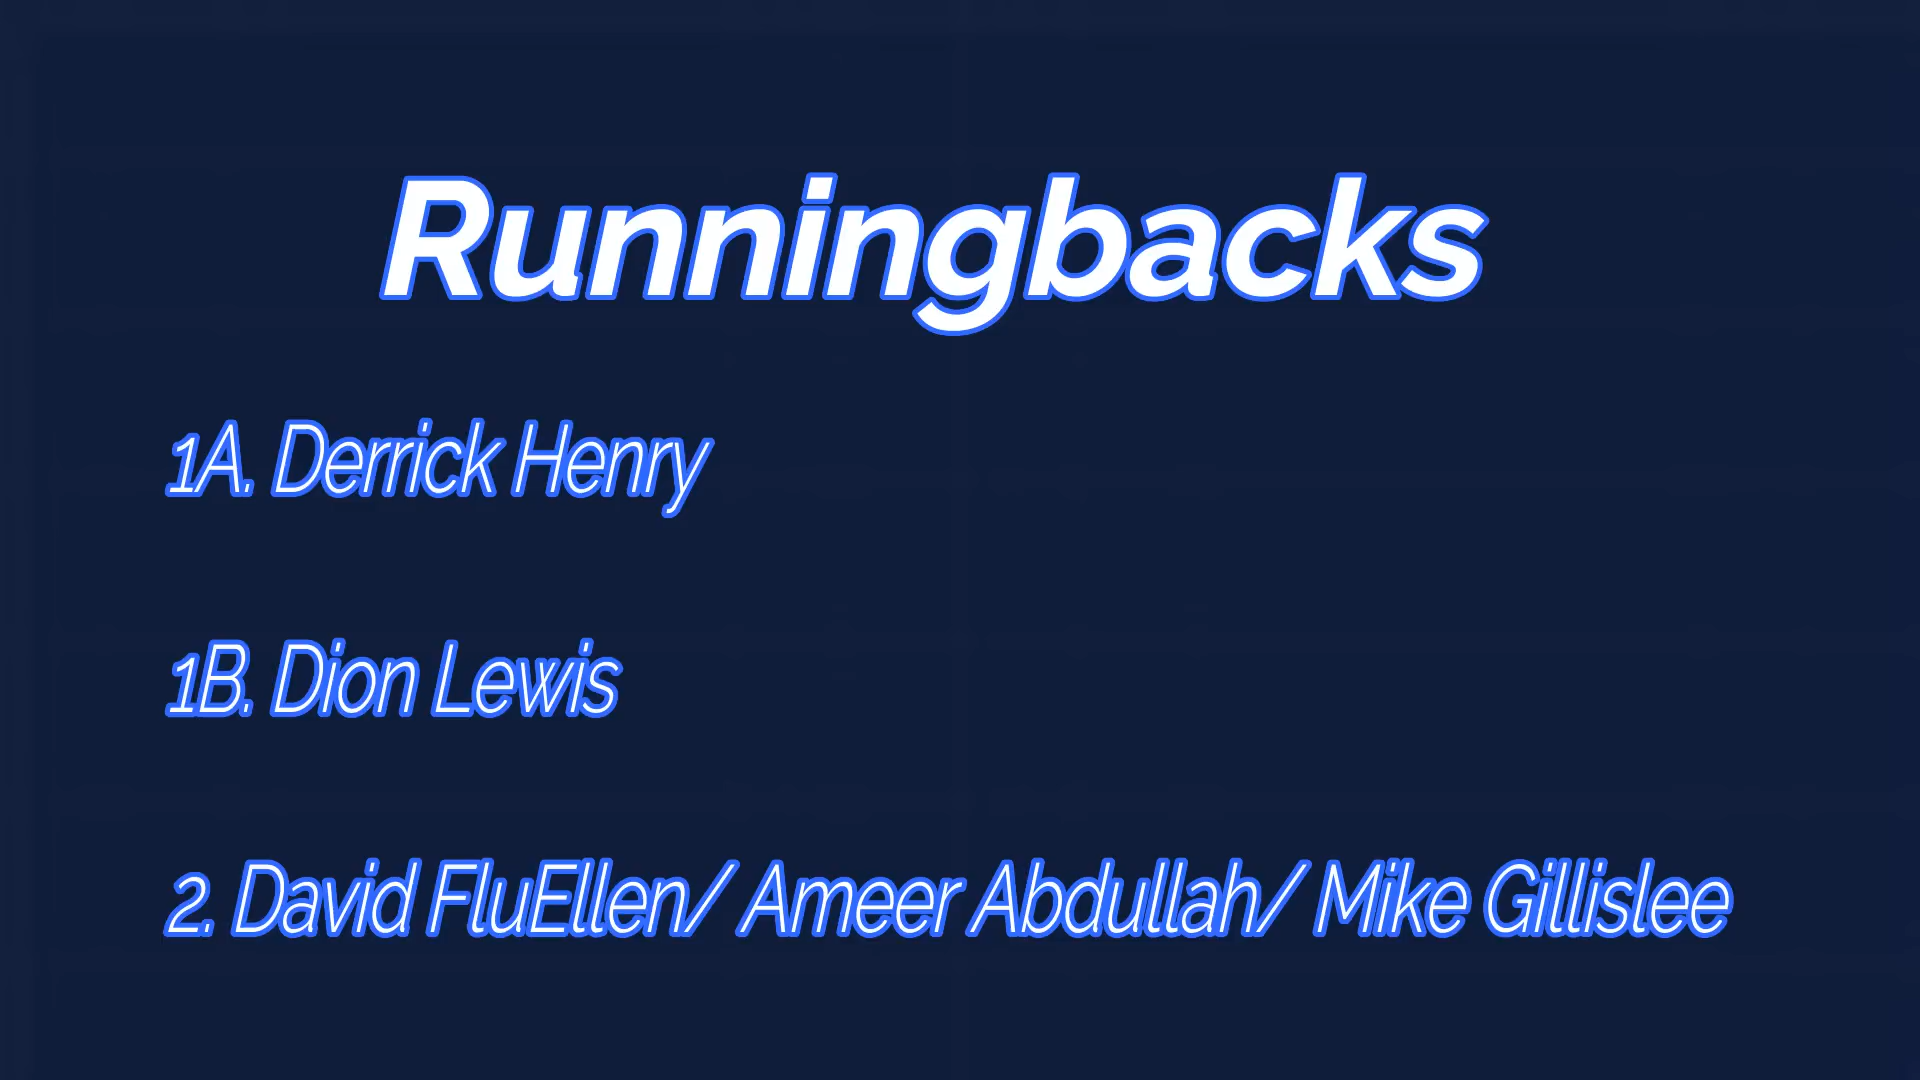 Runningbacks
1A. Derrick Henry
1B. Dion Lewis
2. David FluEllen/ Ameer Abdullah/ Mike Gillislee